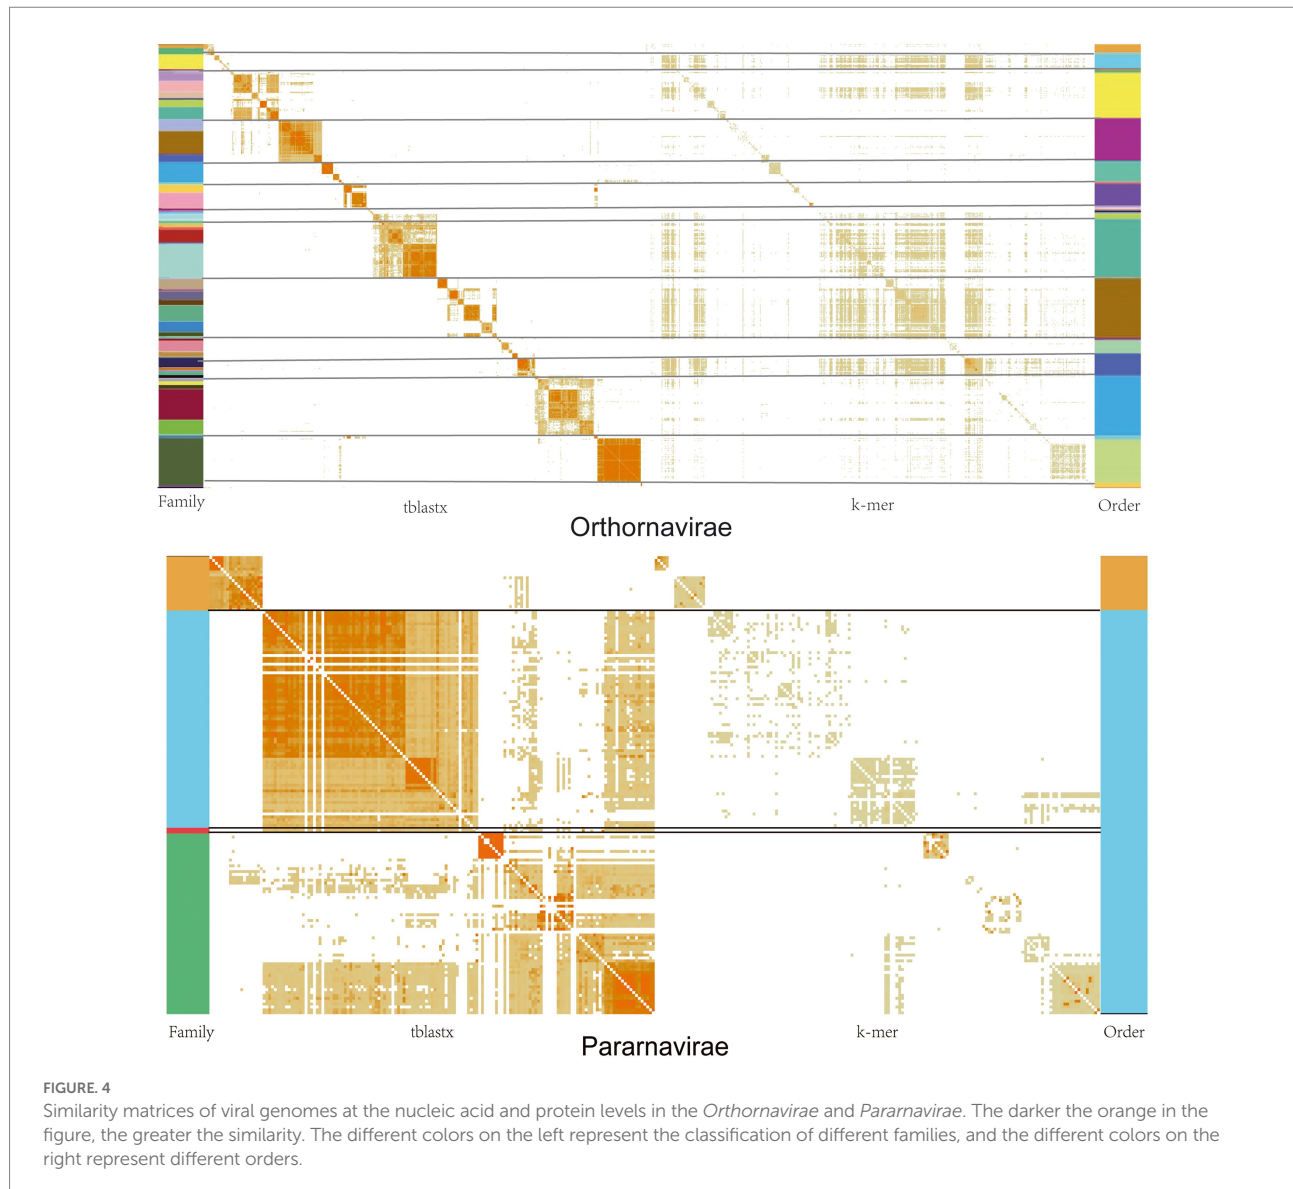 Family
tblastx
k-mer
Order
Orthornavirae
Family
tblastx
k-mer
Order
Pararnavirae
FIGURE. 4
Similarity matrices of viral genomes at the nucleic acid and protein levels in the Orthornavirae and Pararnavirae. The darker the orange in the
figure, the greater the similarity. The different colors on the left represent the classification of different families, and the different colors on the
right represent different orders.